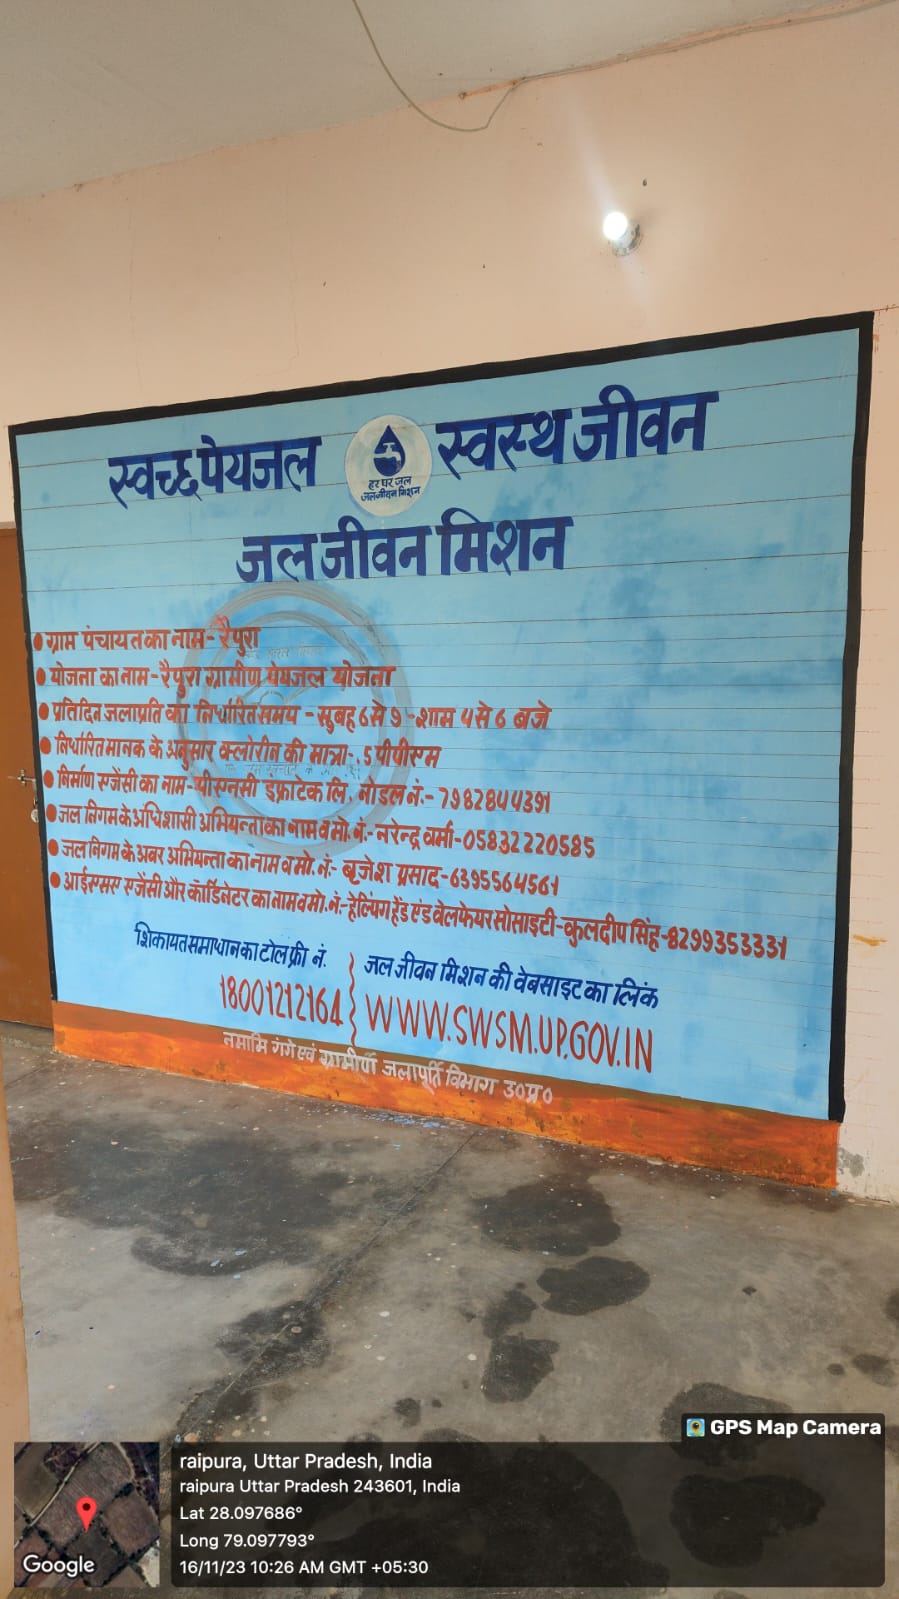 स्वच्छ पेयजल
हर घर जल
जल जीवन मिशन
स्वस्थ जीवन
जल जीवन मिशन
• ग्राम पंचायत का नाम - रैपुरा
• योजना का नाम - रैपुरा ग्रामीण पेयजल योजना
• प्रतिदिन जलाप्रति का निर्धारित समय - सुबह 6 से 9 - शाम 4 से 6 बजे
• निर्धारित मानक के अनुसार क्लोरीन की मात्रा - .5 पीपीएम
• निर्माण एजेंसी का नाम - पीएनसी इंफ्राटेक लि. नोडल नं.- 7982844391
• जल निगम के अधिशासी अभियन्ता का नाम व मो. नं.- नरेन्द्र वर्मा - 05832220585
• जल निगम के अवर अभियन्ता का नाम व मो. नं.- बृजेश प्रसाद - 6395564561
• आईएसए एजेंसी और कोर्डिनेटर का नाम व मो. नं.- हेल्पिंग हेंड एंड वेलफेयर सोसाइटी - कुलदीप सिंह - 8299353331
शिकायत समाधान का टोल फ्री नं.
18001212164
जल जीवन मिशन की वेबसाइट का लिंक
WWW.SWSM.UP.GOV.IN
नमामि गंगे एवं ग्रामीर्ण जलापूर्ति विभाग उ०प्र०
GPS Map Camera
raipura, Uttar Pradesh, India
raipura Uttar Pradesh 243601, India
Lat 28.097686°
Long 79.097793°
16/11/23 10:26 AM GMT +05:30
Google